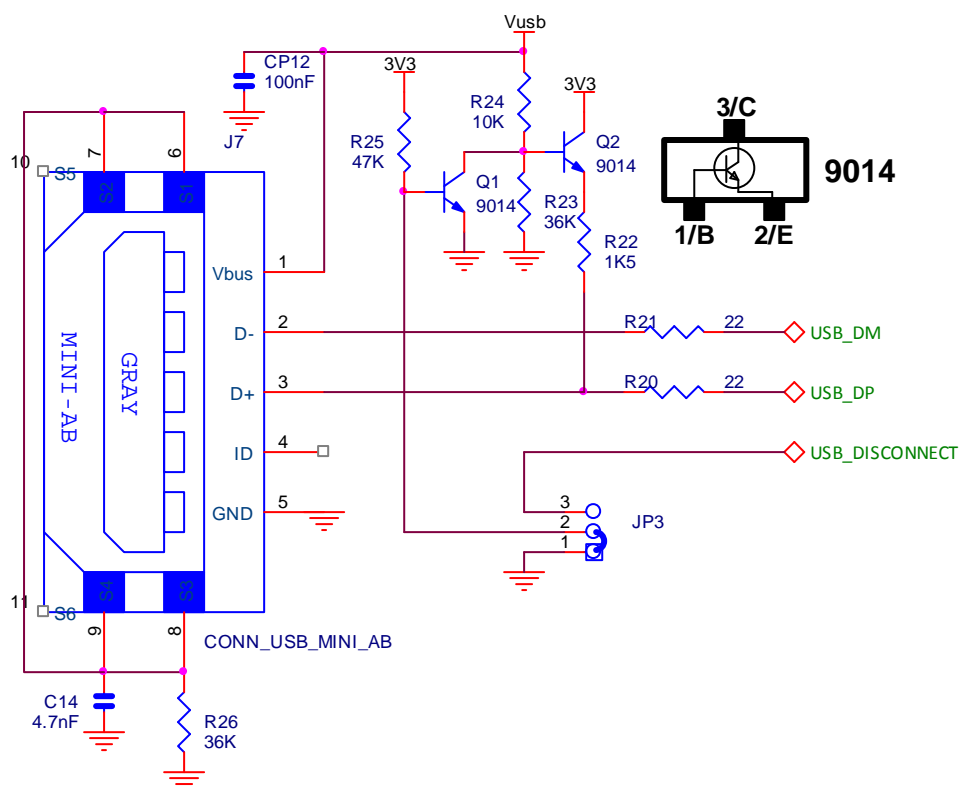 Vusb
CP12
100nF
3V3
3V3
R24
10K
3/C
7
6
J7
R25
47K
Q2
9014
9014
10
S5
S2
S1
Q1
9014
R23
36K
1/B
2/E
R22
1K5
Vbus
1
MINI-AB
GRAY
D-
2
R21
22
USB_DM
D+
3
R20
22
USB_DP
ID
4
USB_DISCONNECT
GND
5
3
2
1
JP3
11
S6
S4
S3
9
8
CONN_USB_MINI_AB
C14
4.7nF
R26
36K